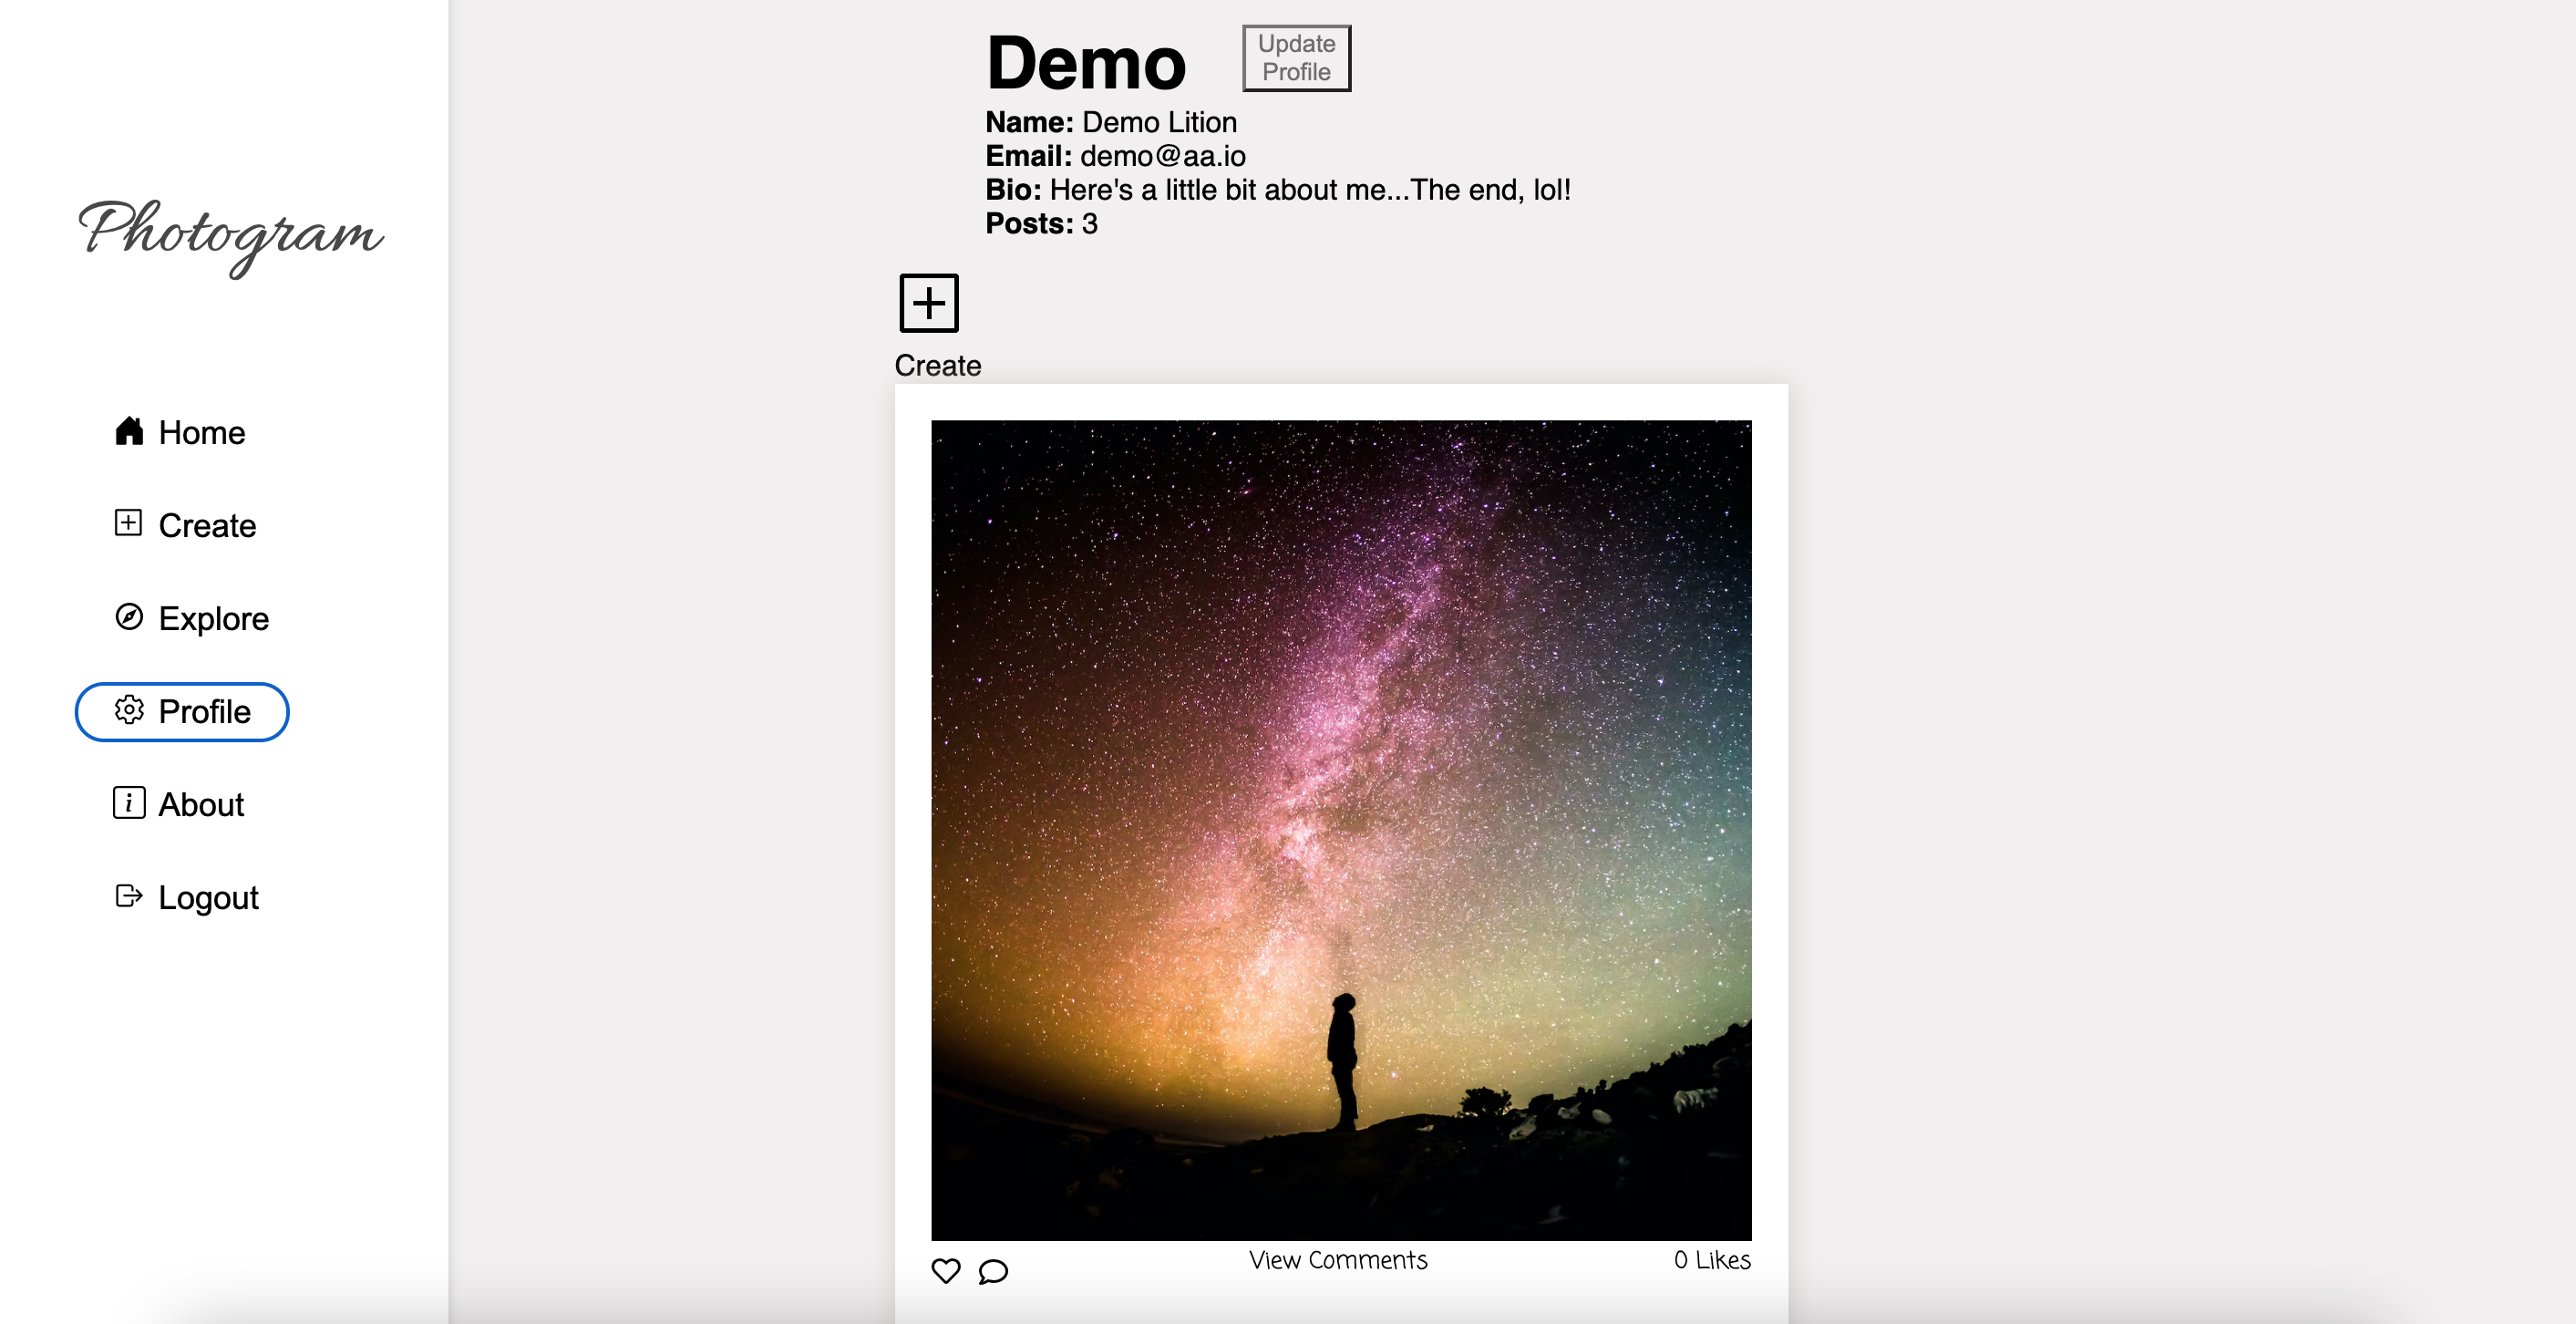 Photogram
Home
Create
Explore
Profile
About
Logout
Demo
Update
Profile
Name: Demo Lition
Email: demo@aa.io
Bio: Here's a little bit about me...The end, lol!
Posts: 3
Create
View Comments
0 Likes